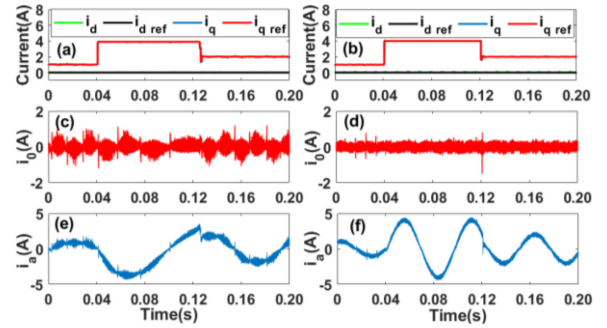 i_d i_d ref i_q i_q ref
i_d i_d ref i_q i_q ref
Current(A)
8
6
4
2
0
(a)
0 0.04 0.08 0.12 0.16 0.20
Current(A)
8
6
4
2
0
(b)
0 0.04 0.08 0.12 0.16 0.20
i_0(A)
2
0
-2
(c)
0 0.04 0.08 0.12 0.16 0.20
i_0(A)
2
0
-2
(d)
0 0.04 0.08 0.12 0.16 0.20
i_a(A)
5
0
-5
(e)
0 0.04 0.08 0.12 0.16 0.20
Time(s)
i_a(A)
5
0
-5
(f)
0 0.04 0.08 0.12 0.16 0.20
Time(s)